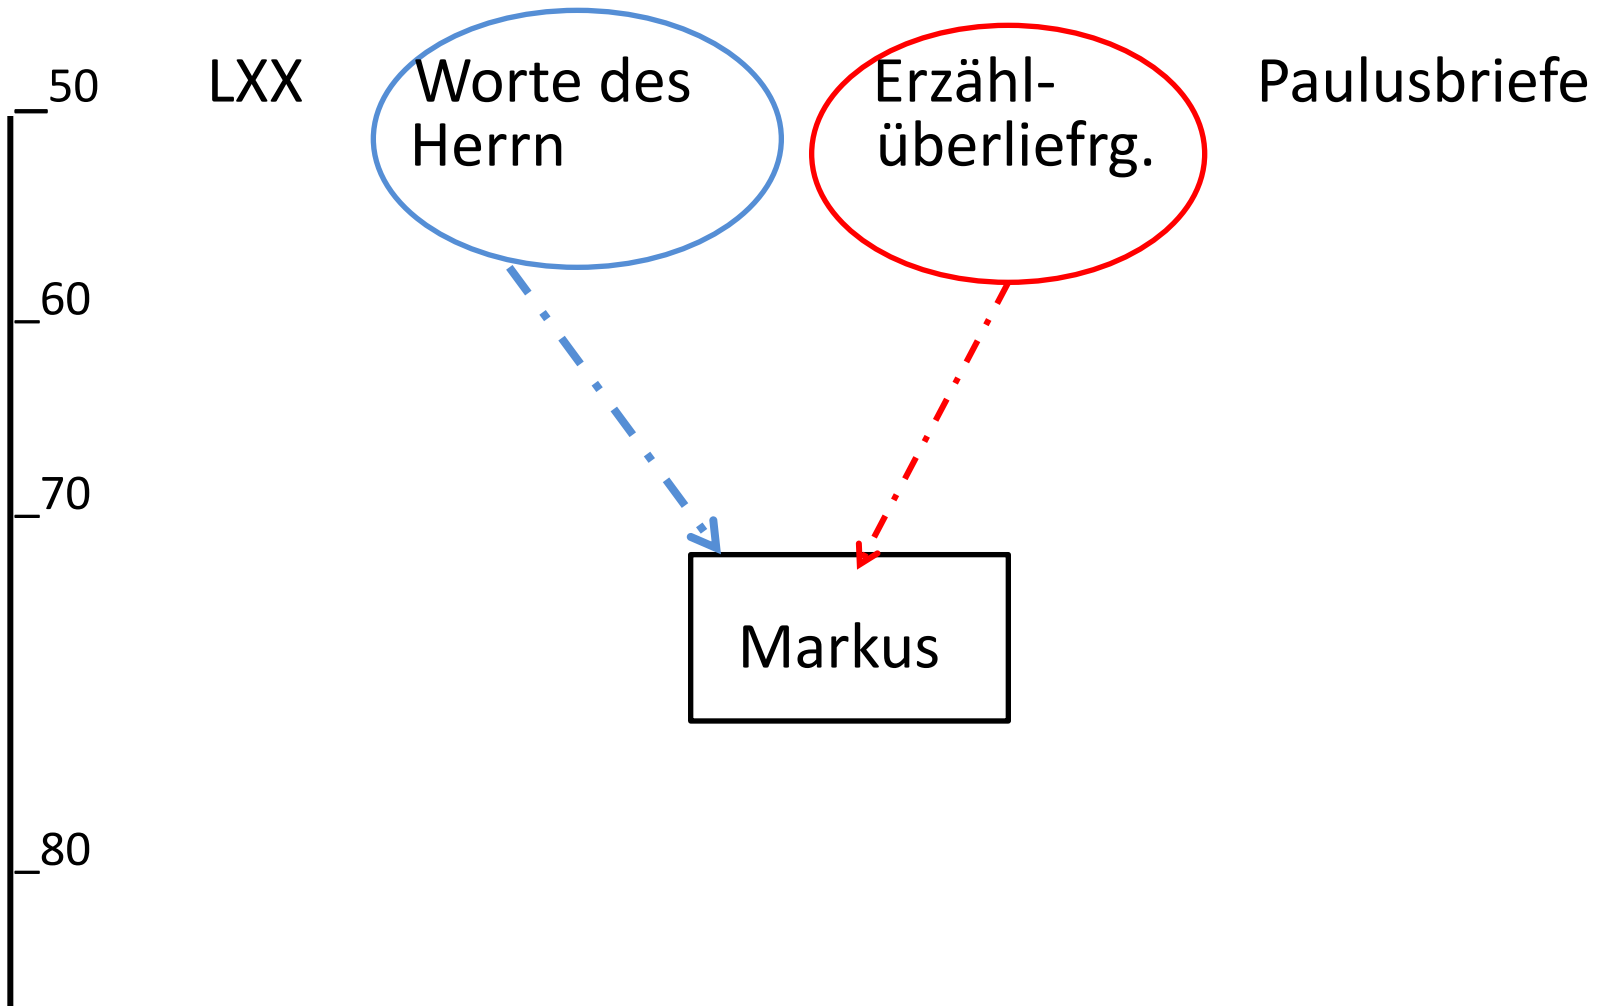 _50 LXX Worte des Erzähl- Paulusbriefe
Herrn überliefrg.
_60
_70
Markus
_80